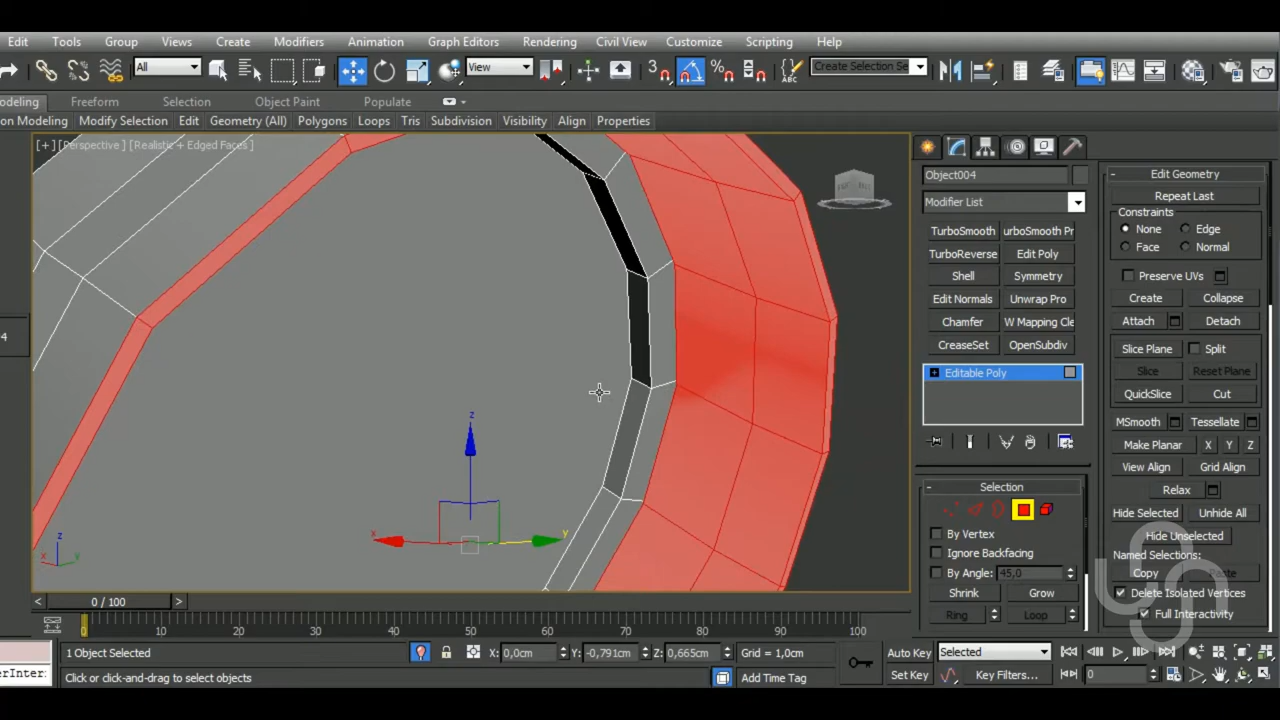 Edit Tools Group Views Create Modifiers Animation Graph Editors Rendering Civil View Customize Scripting Help
All View 3 Create Selection Se
odeling Freeform Selection Object Paint Populate
on Modeling Modify Selection Edit Geometry (All) Polygons Loops Tris Subdivision Visibility Align Properties
[+] [Perspective] [Realistic + Edged Faces]
Object004
Modifier List
TurboSmooth urboSmooth Pr
TurboReverse Edit Poly
Shell Symmetry
Edit Normals Unwrap Pro
Chamfer W Mapping Cle
CreaseSet OpenSubdiv
Editable Poly
Selection
By Vertex
Ignore Backfacing
By Angle: 45,0
Shrink Grow
Ring Loop
Edit Geometry
Repeat Last
Constraints
None Edge
Face Normal
Preserve UVs
Create Collapse
Attach Detach
Slice Plane Split
Slice Reset Plane
QuickSlice Cut
MSmooth Tessellate
Make Planar X Y Z
View Align Grid Align
Relax
Hide Selected Unhide All
Hide Unselected
Named Selections:
Copy Paste
Delete Isolated Vertices
Full Interactivity
z
x y
z
x y
4
< 0 / 100 >
0 10 20 30 40 50 60 70 80 90 100
1 Object Selected X: 0,0cm Y: -0,791cm Z: 0,665cm Grid = 1,0cm Auto Key Selected
erInter Click or click-and-drag to select objects Add Time Tag Set Key Key Filters... 0